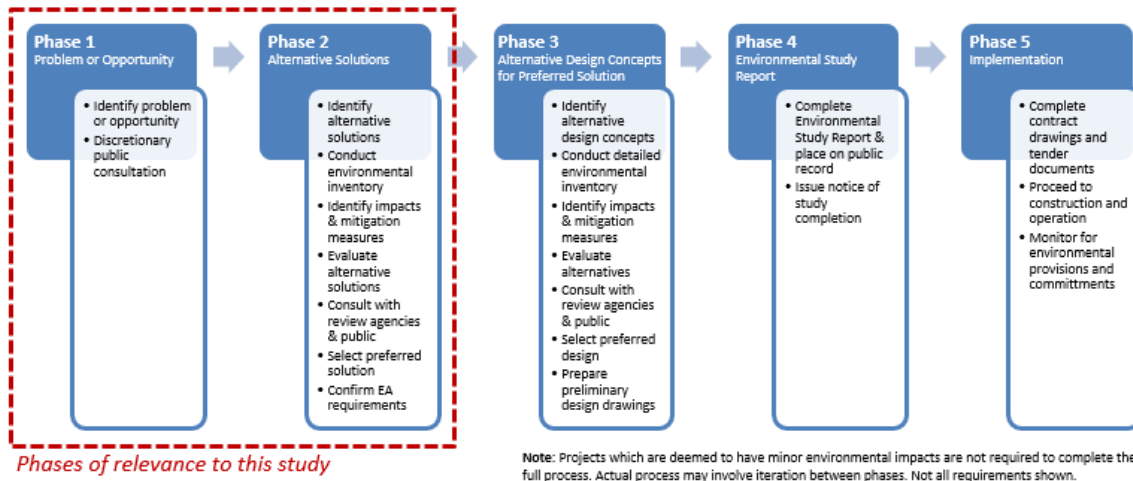 Phase 1
Problem or Opportunity
• Identify problem
or opportunity
• Discretionary
public
consultation
Phase 2
Alternative Solutions
• Identify
alternative
solutions
• Conduct
environmental
inventory
• Identify impacts
& mitigation
measures
• Evaluate
alternative
solutions
• Consult with
review agencies
& public
• Select preferred
solution
• Confirm EA
requirements
Phase 3
Alternative Design Concepts
for Preferred Solution
• Identify
alternative
design concepts
• Conduct detailed
environmental
inventory
• Identify impacts
& mitigation
measures
• Evaluate
alternatives
• Consult with
review agencies
& public
• Select preferred
design
• Prepare
preliminary
design drawings
Phase 4
Environmental Study
Report
• Complete
Environmental
Study Report &
place on public
record
• Issue notice of
study
completion
Phase 5
Implementation
• Complete
contract
drawings and
tender
documents
• Proceed to
construction and
operation
• Monitor for
environmental
provisions and
committments
Phases of relevance to this study
Note: Projects which are deemed to have minor environmental impacts are not required to complete the
full process. Actual process may involve iteration between phases. Not all requirements shown.